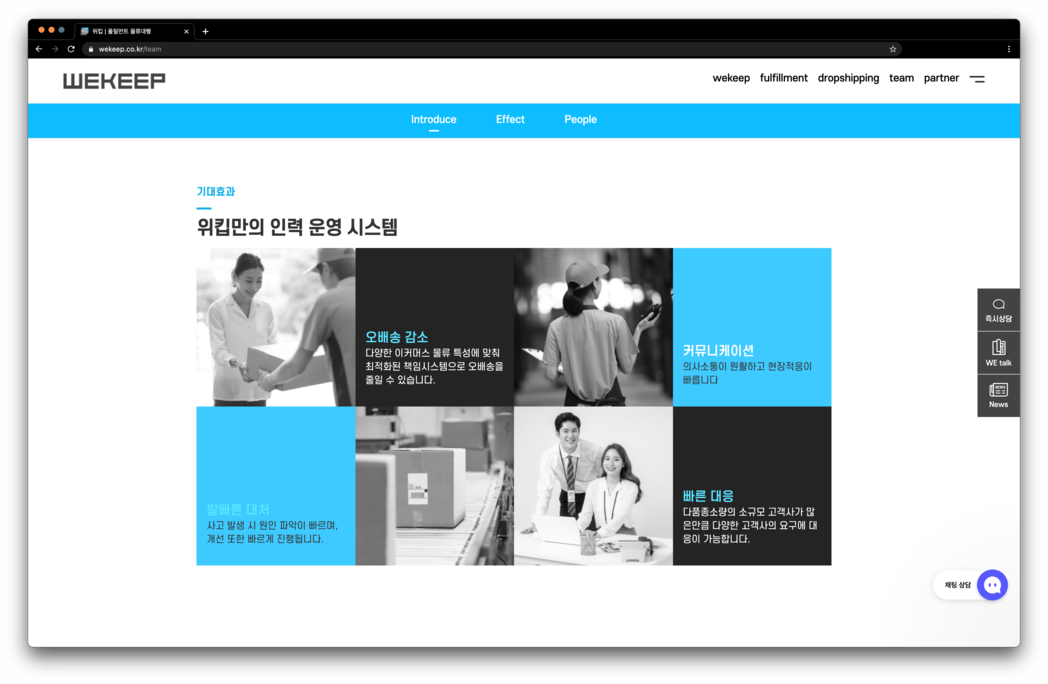 위킵 | 풀필먼트 물류대행
wekeep.co.kr/team
WEKEEP
wekeep fulfillment dropshipping team partner
Introduce Effect People
기대효과
위킵만의 인력 운영 시스템
오배송 감소
다양한 이커머스 물류 특성에 맞춰
최적화된 책임시스템으로 오배송을
줄일 수 있습니다.
커뮤니케이션
의사소통이 원활하고 현장적응이
빠릅니다
발빠른 대처
사고 발생 시 원인 파악이 빠르며,
개선 또한 빠르게 진행됩니다.
빠른 대응
다품종소량의 소규모 고객사가 많
은만큼 다양한 고객사의 요구에 대
응이 가능합니다.
즉시상담
WE talk
NEWS
News
채팅 상담